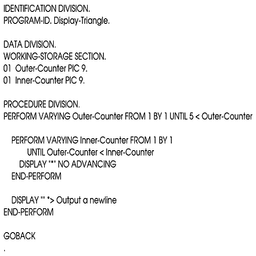 IDENTIFICATION DIVISION.
PROGRAM-ID. Display-Triangle.
DATA DIVISION.
WORKING-STORAGE SECTION.
01 Outer-Counter PIC 9.
01 Inner-Counter PIC 9.
PROCEDURE DIVISION.
PERFORM VARYING Outer-Counter FROM 1 BY 1 UNTIL 5 < Outer-Counter
PERFORM VARYING Inner-Counter FROM 1 BY 1
UNTIL Outer-Counter < Inner-Counter
DISPLAY "*" NO ADVANCING
END-PERFORM
DISPLAY "" *> Output a newline
END-PERFORM
GOBACK
.